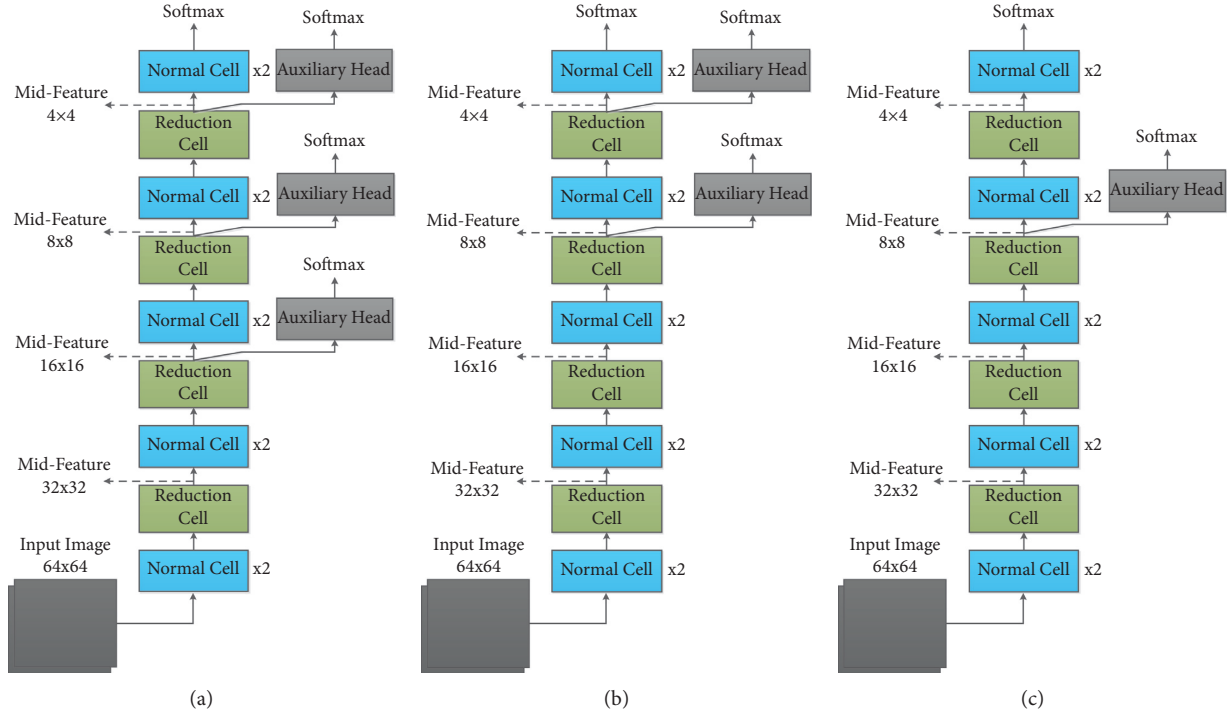 Softmax
Softmax
Normal Cell
x2
Auxiliary Head
Mid-Feature
4×4
Reduction
Cell
Softmax
Normal Cell
x2
Auxiliary Head
Mid-Feature
8x8
Reduction
Cell
Softmax
Normal Cell
x2
Auxiliary Head
Mid-Feature
16x16
Reduction
Cell
Normal Cell
x2
Mid-Feature
32x32
Reduction
Cell
Input Image
64x64
Normal Cell
x2
(a)
Softmax
Softmax
Normal Cell
x2
Auxiliary Head
Mid-Feature
4×4
Reduction
Cell
Softmax
Normal Cell
x2
Auxiliary Head
Mid-Feature
8x8
Reduction
Cell
Normal Cell
x2
Mid-Feature
16x16
Reduction
Cell
Normal Cell
x2
Mid-Feature
32x32
Reduction
Cell
Input Image
64x64
Normal Cell
x2
(b)
Softmax
Normal Cell
x2
Mid-Feature
4×4
Reduction
Cell
Softmax
Normal Cell
x2
Auxiliary Head
Mid-Feature
8x8
Reduction
Cell
Normal Cell
x2
Mid-Feature
16x16
Reduction
Cell
Normal Cell
x2
Mid-Feature
32x32
Reduction
Cell
Input Image
64x64
Normal Cell
x2
(c)